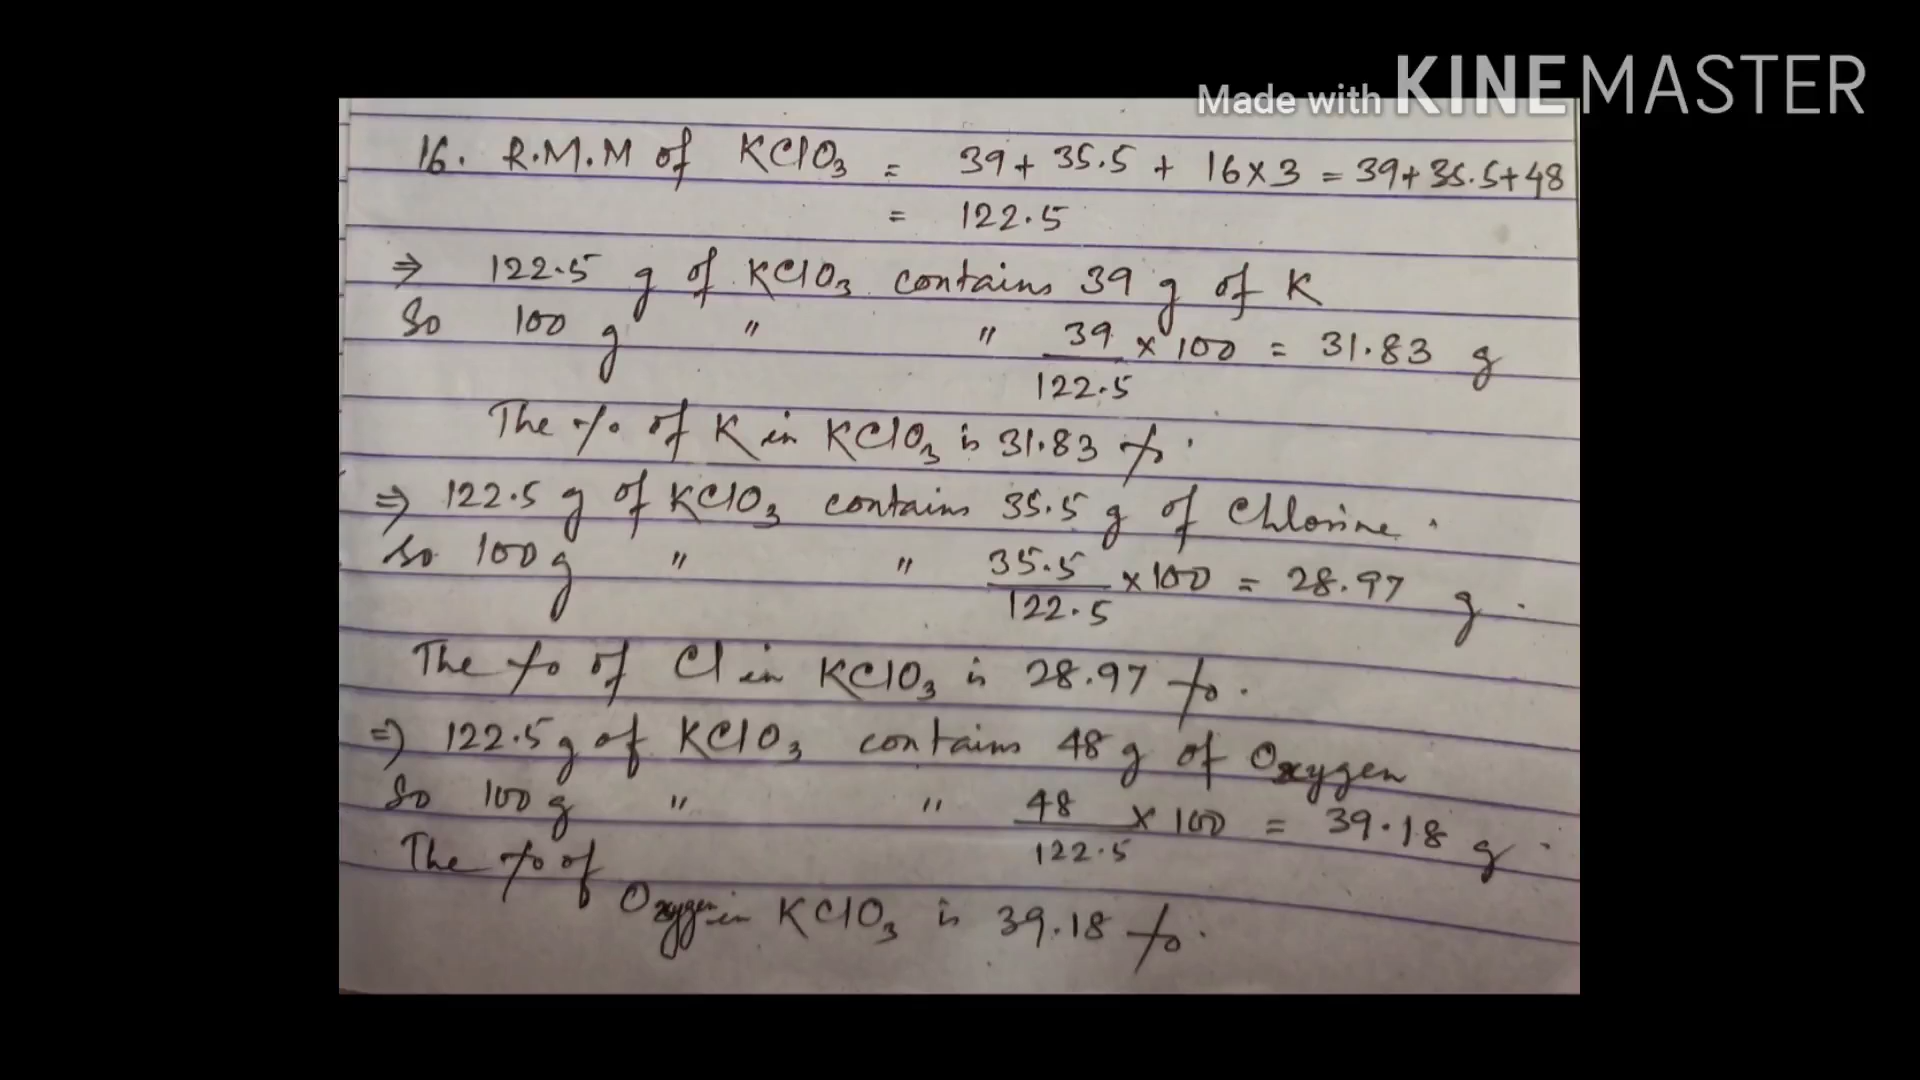 Made with KINEMASTER
16. R.M.M of KClO3 = 39 + 35.5 + 16×3 = 39+35.5+48
= 122.5
⇒ 122.5 g of KClO3 contains 39 g of K
So 100 g " " 39/122.5 × 100 = 31.83 g
The % of K in KClO3 is 31.83 %.
⇒ 122.5 g of KClO3 contains 35.5 g of Chlorine.
So 100 g " " 35.5/122.5 × 100 = 28.97 g.
The % of Cl in KClO3 is 28.97 %.
⇒ 122.5 g of KClO3 contains 48 g of Oxygen
So 100 g " " 48/122.5 × 100 = 39.18 g.
The % of
Oxygen in KClO3 is 39.18 %.